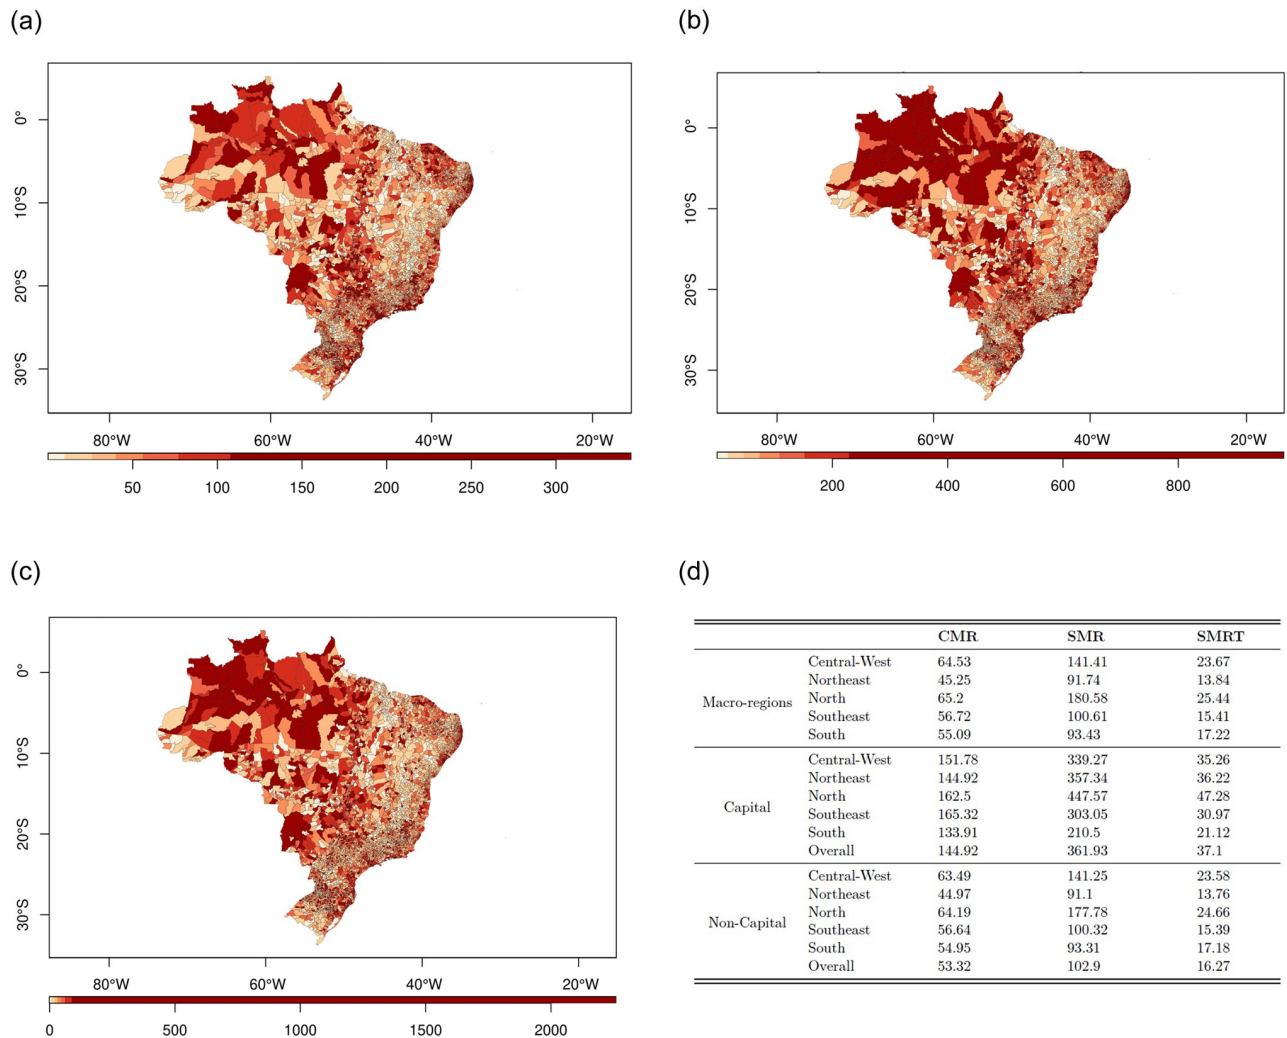 (a)
(b)
0°
10°S
20°S
30°S
80°W 60°W 40°W 20°W
50 100 150 200 250 300
0°
10°S
20°S
30°S
80°W 60°W 40°W 20°W
200 400 600 800
(c)
(d)
0°
10°S
20°S
30°S
80°W 60°W 40°W 20°W
0 500 1000 1500 2000
CMR SMR SMRT
Macro-regions
Central-West 64.53 141.41 23.67
Northeast 45.25 91.74 13.84
North 65.2 180.58 25.44
Southeast 56.72 100.61 15.41
South 55.09 93.43 17.22
Capital
Central-West 151.78 339.27 35.26
Northeast 144.92 357.34 36.22
North 162.5 447.57 47.28
Southeast 165.32 303.05 30.97
South 133.91 210.5 21.12
Overall 144.92 361.93 37.1
Non-Capital
Central-West 63.49 141.25 23.58
Northeast 44.97 91.1 13.76
North 64.19 177.78 24.66
Southeast 56.64 100.32 15.39
South 54.95 93.31 17.18
Overall 53.32 102.9 16.27